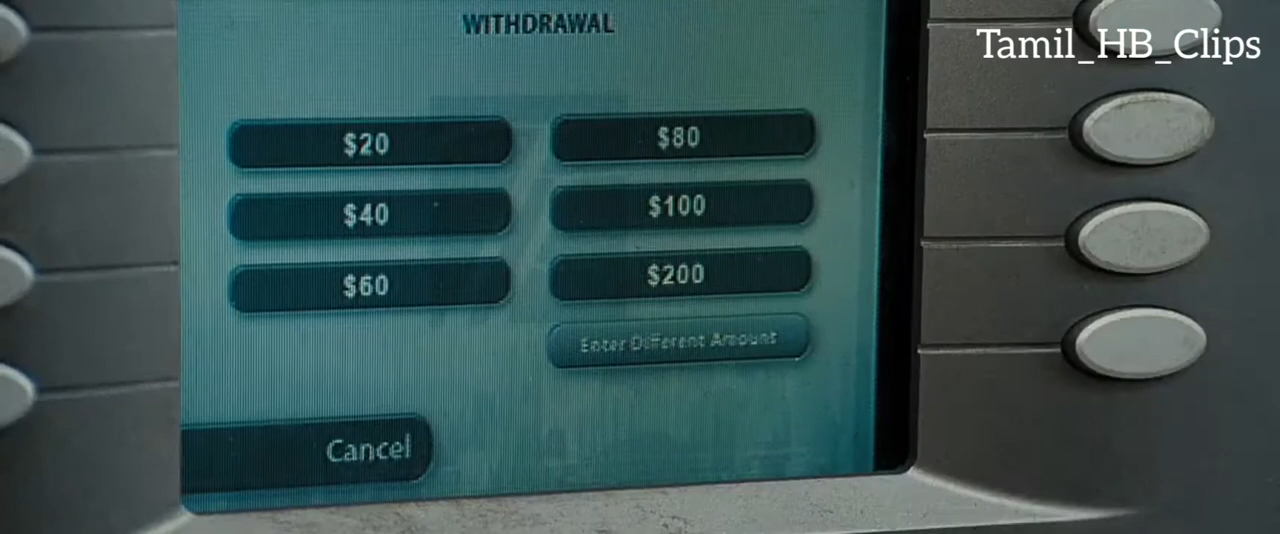 Tamil_HB_Clips
WITHDRAWAL
$20
$80
$40
$100
$60
$200
Enter Different Amount
Cancel